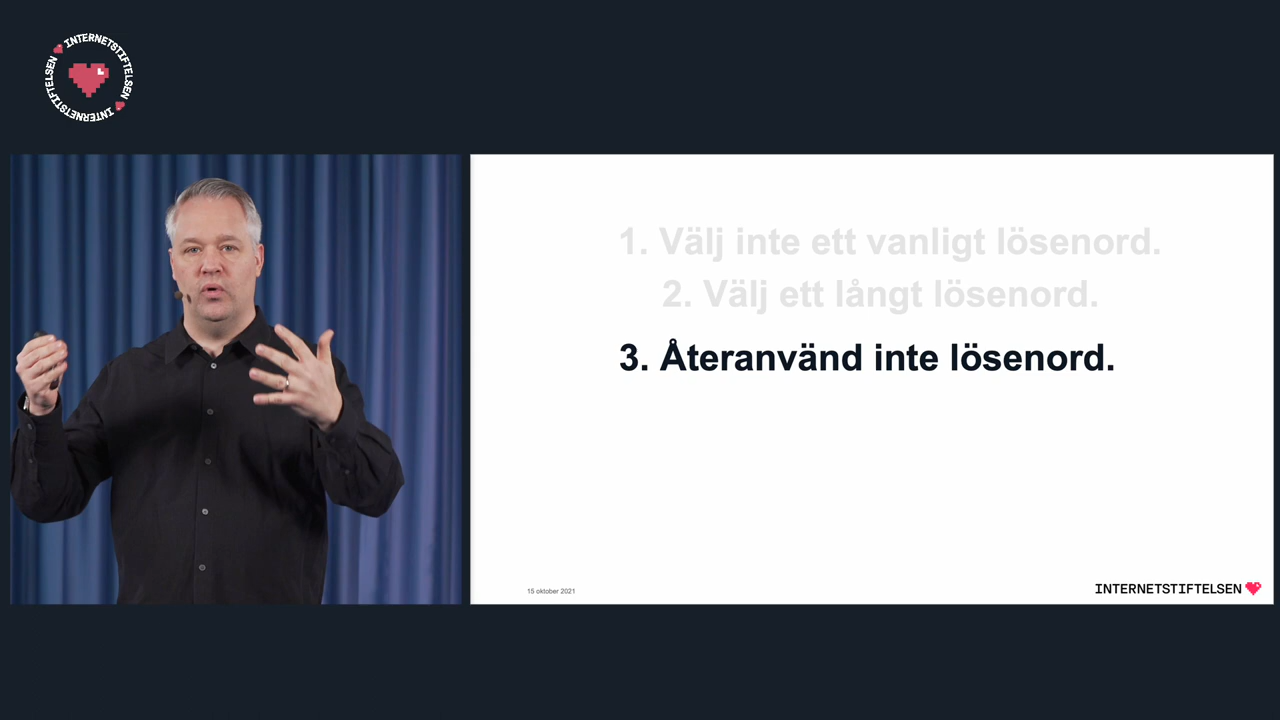 INTERNETSTIFTELSEN
INTERNETSTIFTELSEN
1. Välj inte ett vanligt lösenord.
2. Välj ett långt lösenord.
3. Återanvänd inte lösenord.
15 oktober 2021
INTERNETSTIFTELSEN